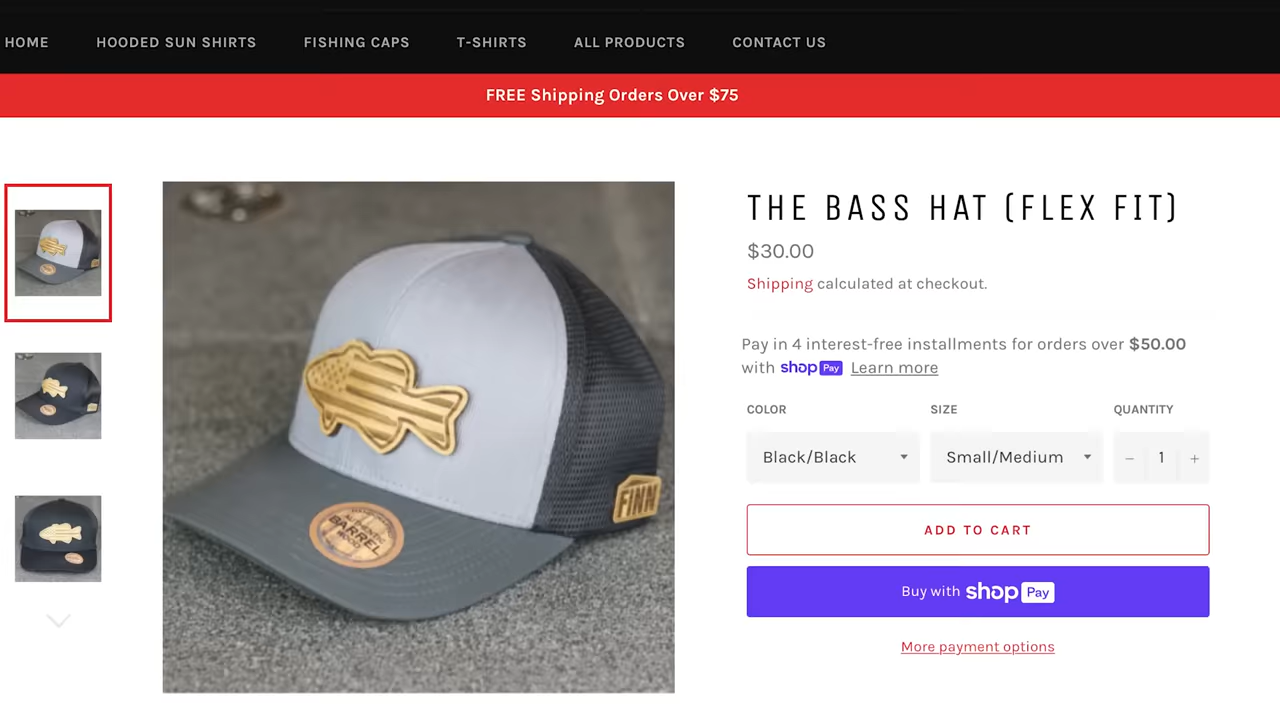 HOME HOODED SUN SHIRTS FISHING CAPS T-SHIRTS ALL PRODUCTS CONTACT US
FREE Shipping Orders Over $75
THE BASS HAT (FLEX FIT)
$30.00
Shipping calculated at checkout.
Pay in 4 interest-free installments for orders over $50.00
with shop Pay Learn more
COLOR SIZE QUANTITY
Black/Black Small/Medium − 1 +
ADD TO CART
Buy with shop Pay
More payment options
FINN
AUTHENTIC
BARREL
WOOD